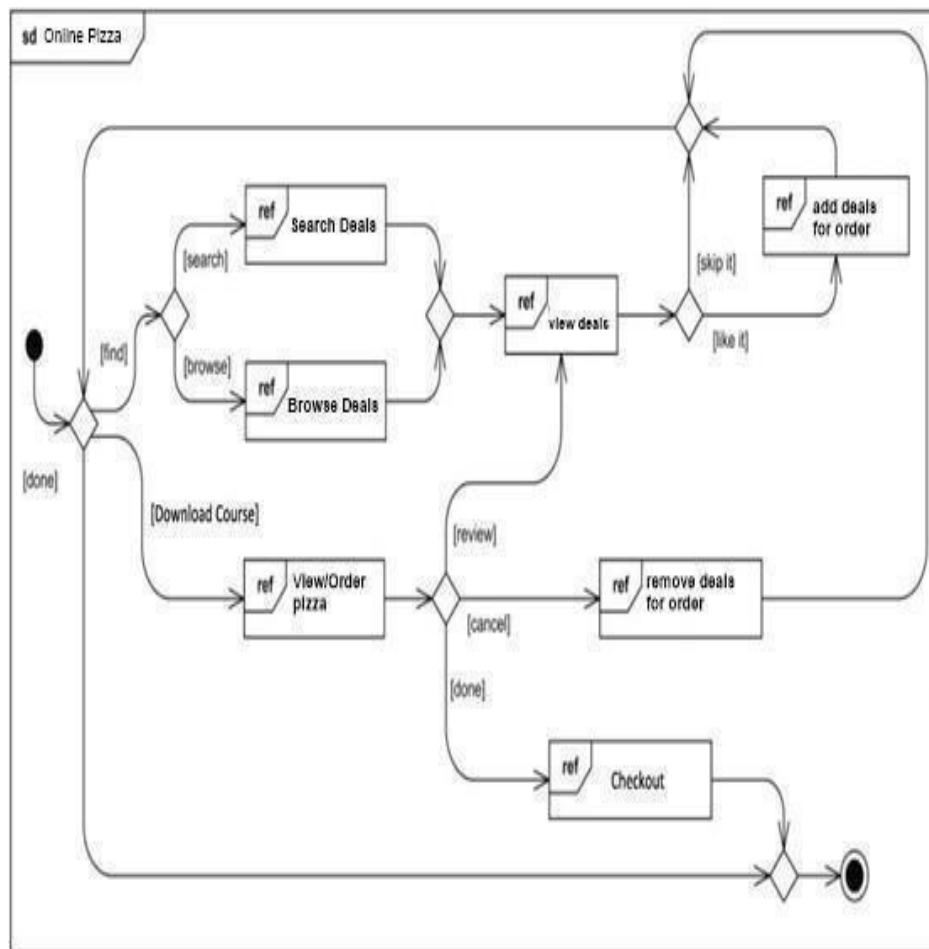 sd Online Pizza
ref
Search Deals
[search]
ref
add deals
for order
[skip it]
ref
view deals
[like it]
[find]
[browse]
ref
Browse Deals
[done]
[Download Course]
[review]
ref
View/Order
pizza
ref
remove deals
for order
[cancel]
[done]
ref
Checkout